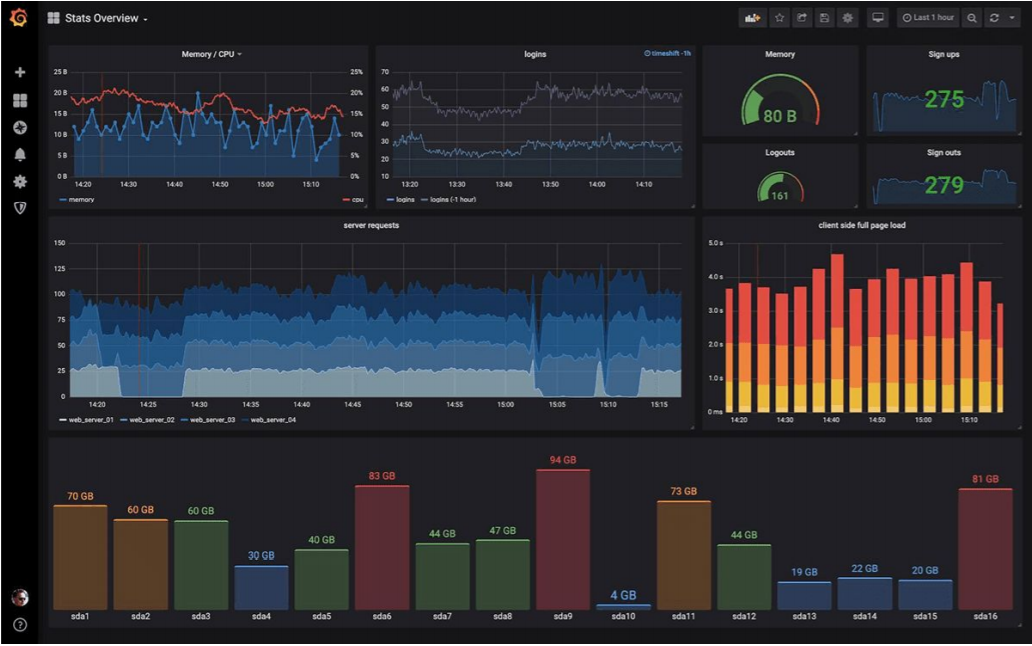 Stats Overview
Last 1 hour
Memory / CPU
25 B
20 B
15 B
10 B
5 B
0 B
25%
20%
15%
10%
5%
0%
14:20 14:30 14:40 14:50 15:00 15:10
memory
cpu
logins
timeshift -1h
70
60
50
40
30
20
10
13:20 13:30 13:40 13:50 14:00 14:10
logins logins (-1 hour)
Memory
80 B
Sign ups
275
Logouts
161
Sign outs
279
server requests
150
125
100
75
50
25
0
14:20 14:25 14:30 14:35 14:40 14:45 14:50 14:55 15:00 15:05 15:10 15:15
web_server_01 web_server_02 web_server_03 web_server_04
client side full page load
5.0 s
4.0 s
3.0 s
2.0 s
1.0 s
0 ms
14:20 14:30 14:40 14:50 15:00 15:10
70 GB 60 GB 60 GB 30 GB 40 GB 83 GB 44 GB 47 GB 94 GB 4 GB 73 GB 44 GB 19 GB 22 GB 20 GB 81 GB
sda1 sda2 sda3 sda4 sda5 sda6 sda7 sda8 sda9 sda10 sda11 sda12 sda13 sda14 sda15 sda16